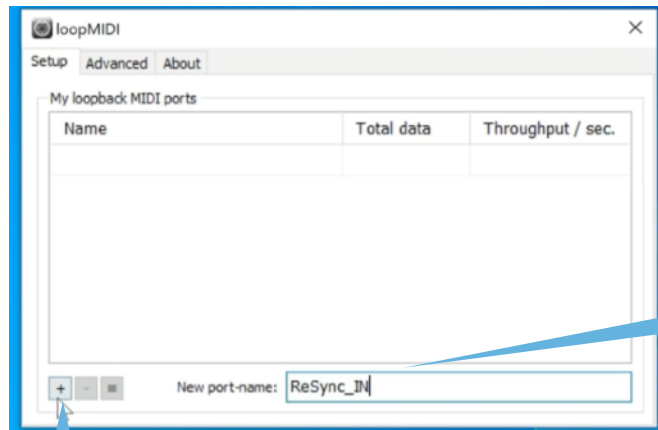 loopMIDI
Setup Advanced About
My loopback MIDI ports
Name Total data Throughput / sec.
+ - New port-name: ReSync_IN